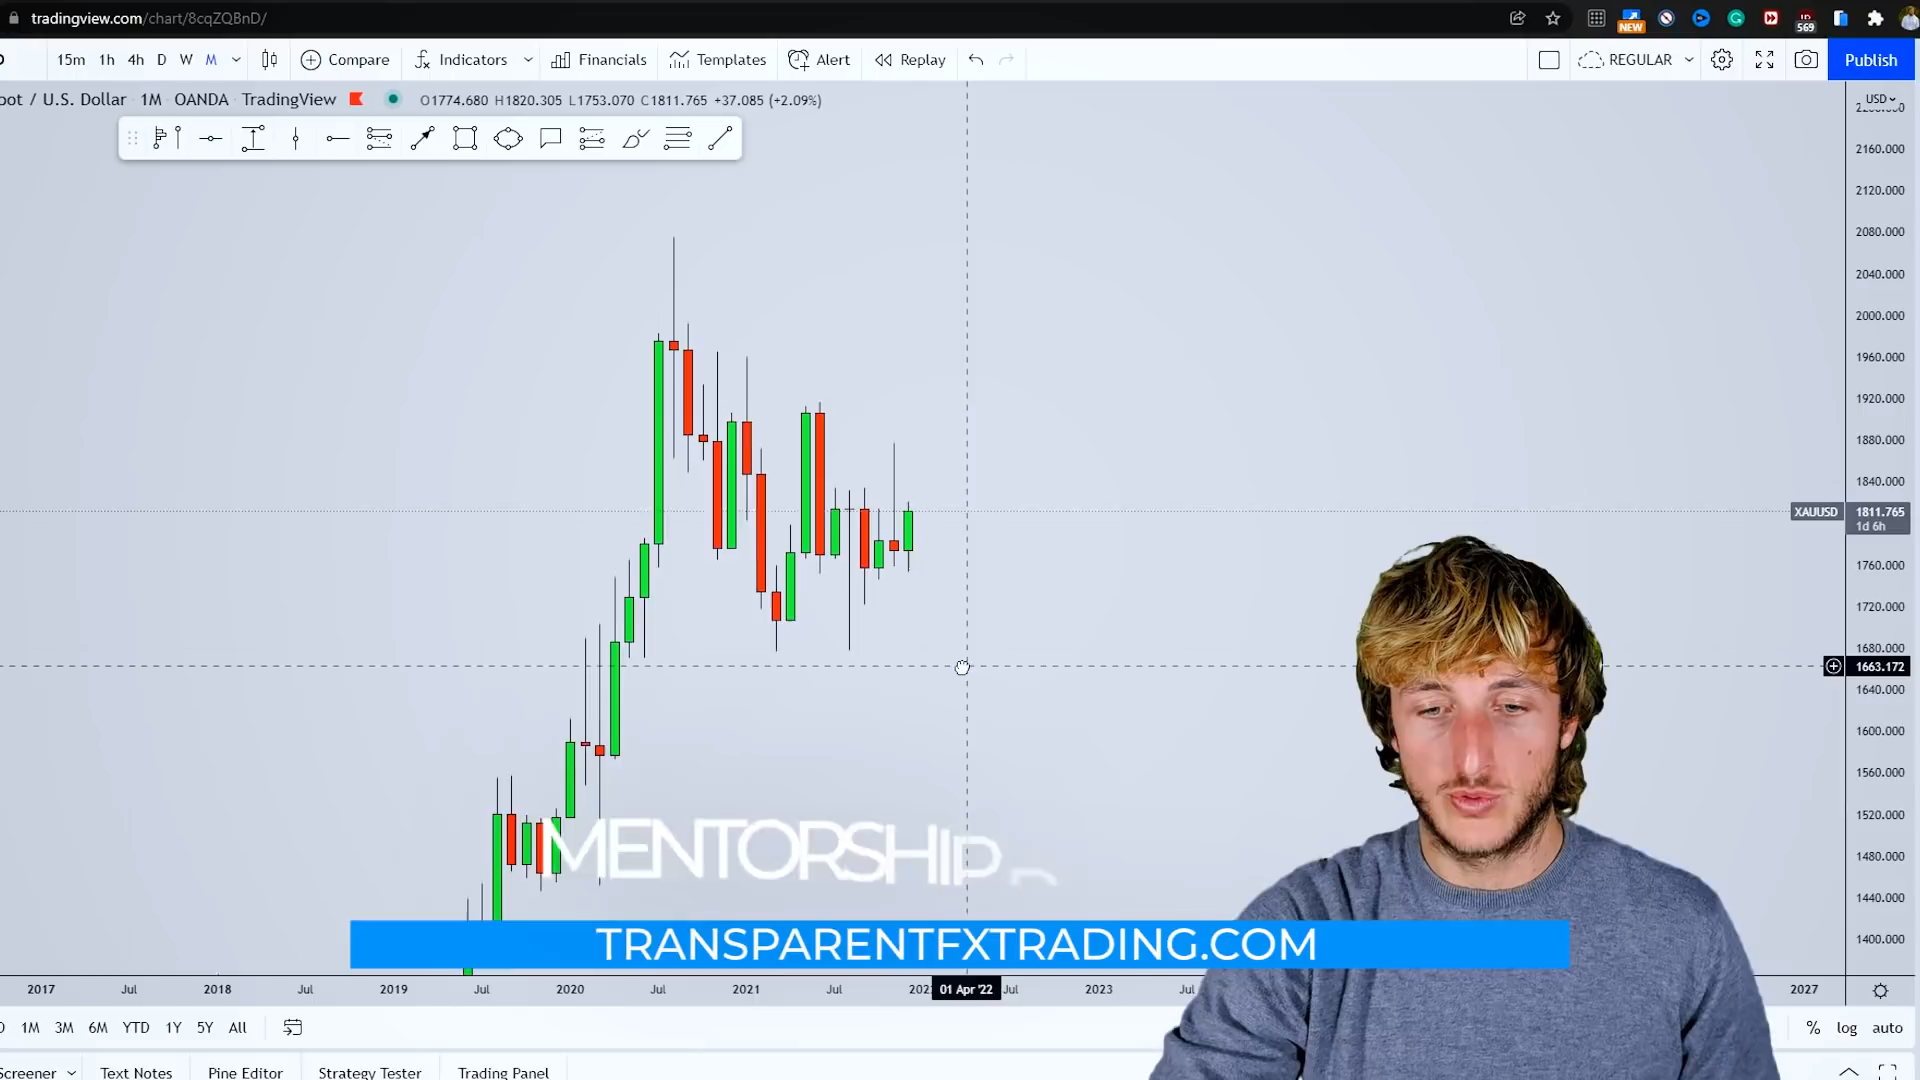 tradingview.com/chart/8cqZQBnD/
NEW
569
15m 1h 4h D W M Compare Indicators Financials Templates Alert Replay REGULAR Publish
/ U.S. Dollar 1M OANDA TradingView O1774.680 H1820.305 L1753.070 C1811.765 +37.085 (+2.09%)
USD
2160.000
2120.000
2080.000
2040.000
2000.000
1960.000
1920.000
1880.000
1840.000
XAUUSD 1811.765
1d 6h
1760.000
1720.000
1680.000
1663.172
1640.000
1600.000
1560.000
1520.000
1480.000
1440.000
1400.000
MENTORSHIP
TRANSPARENTFXTRADING.COM
2017 Jul 2018 Jul 2019 Jul 2020 Jul 2021 Jul 01 Apr '22 Jul 2023 Jul 2027
1M 3M 6M YTD 1Y 5Y All % log auto
Screener Text Notes Pine Editor Strategy Tester Trading Panel